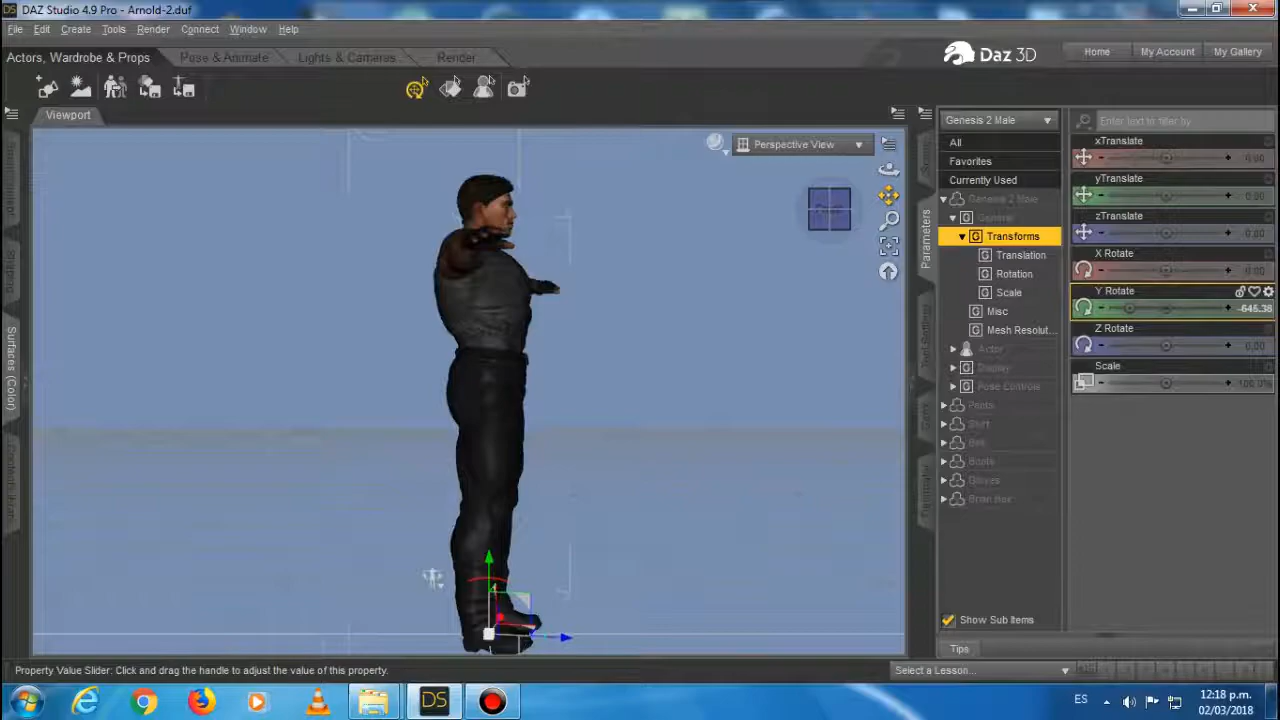 DAZ Studio 4.9 Pro - Arnold-2.duf
File Edit Create Tools Render Connect Window Help
Actors, Wardrobe & Props Pose & Animate Lights & Cameras Render
Daz 3D
Home My Account My Gallery
Viewport
Perspective View
Surfaces (Color)
Parameters
Genesis 2 Male
All
Favorites
Currently Used
Genesis 2 Male
General
Transforms
Translation
Rotation
Scale
Misc
Mesh Resolut...
Actor
Display
Pose Controls
Pants
Shirt
Belt
Boots
Gloves
Show Sub Items
Tips
Enter text to filter by
xTranslate
0.00
yTranslate
0.00
zTranslate
0.00
X Rotate
0.00
Y Rotate
-645.38
Z Rotate
0.00
Scale
100.0%
Property Value Slider: Click and drag the handle to adjust the value of this property.
Select a Lesson...
DS
ES
12:18 p.m.
02/03/2018